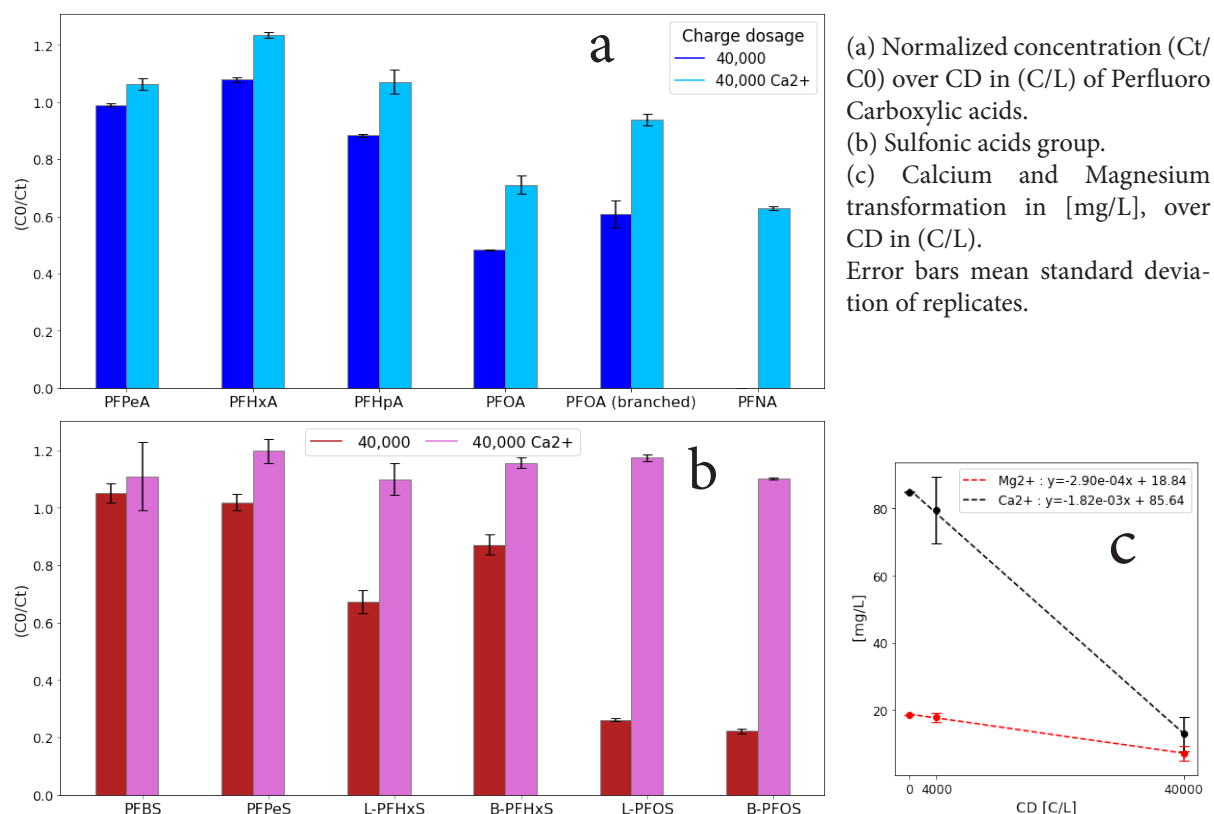 a
Charge dosage
40,000
40,000 Ca2+
(C0/Ct)
1.2
1.0
0.8
0.6
0.4
0.2
0.0
PFPeA
PFHxA
PFHpA
PFOA
PFOA (branched)
PFNA
(a) Normalized concentration (Ct/
C0) over CD in (C/L) of Perfluoro
Carboxylic acids.
(b) Sulfonic acids group.
(c) Calcium and Magnesium
transformation in [mg/L], over
CD in (C/L).
Error bars mean standard devia-
tion of replicates.
b
40,000
40,000 Ca2+
(C0/Ct)
1.2
1.0
0.8
0.6
0.4
0.2
0.0
PFBS
PFPeS
L-PFHxS
B-PFHxS
L-PFOS
B-PFOS
c
Mg2+ : y=-2.90e-04x + 18.84
Ca2+ : y=-1.82e-03x + 85.64
[mg/L]
80
60
40
20
0
4000
40000
CD [C/L]